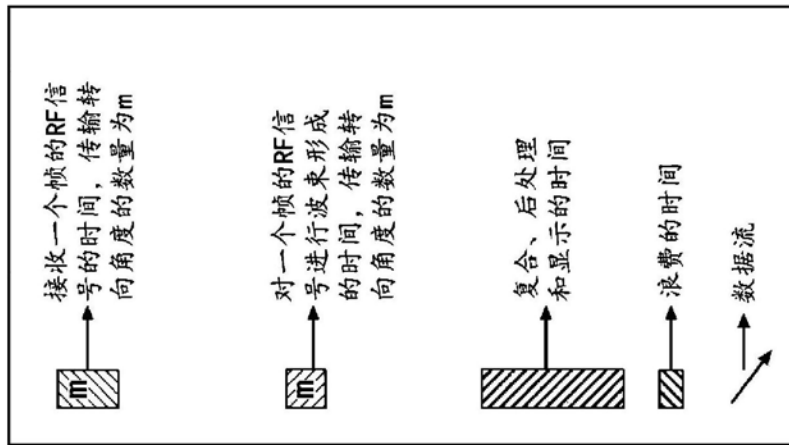 m
接收一个帧的RF信
号的时间，传输转
向角度的数量为m
m
对一个帧的RF信
号进行波束形成
的时间，传输转
向角度的数量为m
复合、后处理
和显示的时间
浪费的时间
数据流